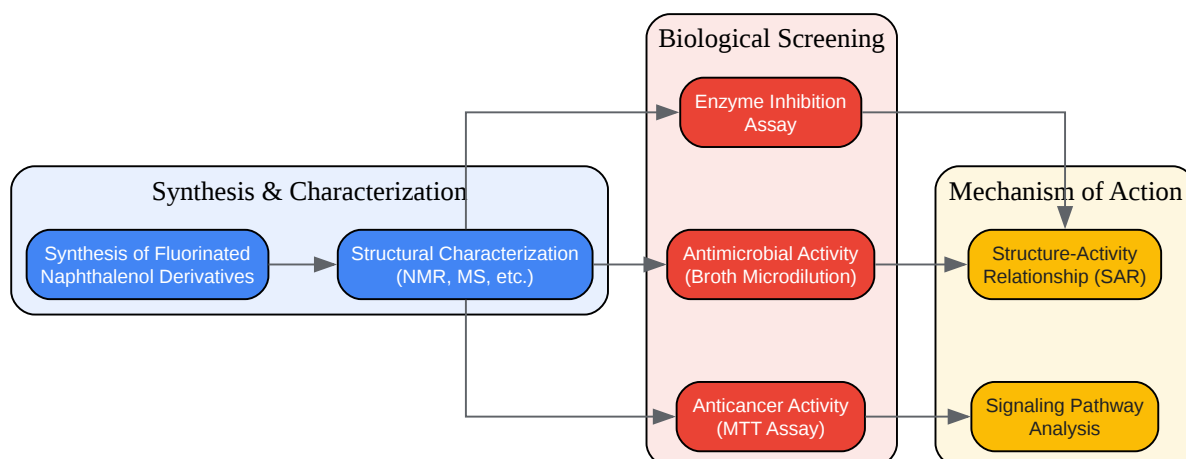 Synthesis & Characterization
Synthesis of Fluorinated
Naphthalenol Derivatives
Structural Characterization
(NMR, MS, etc.)
Biological Screening
Enzyme Inhibition
Assay
Antimicrobial Activity
(Broth Microdilution)
Anticancer Activity
(MTT Assay)
Mechanism of Action
Structure-Activity
Relationship (SAR)
Signaling Pathway
Analysis